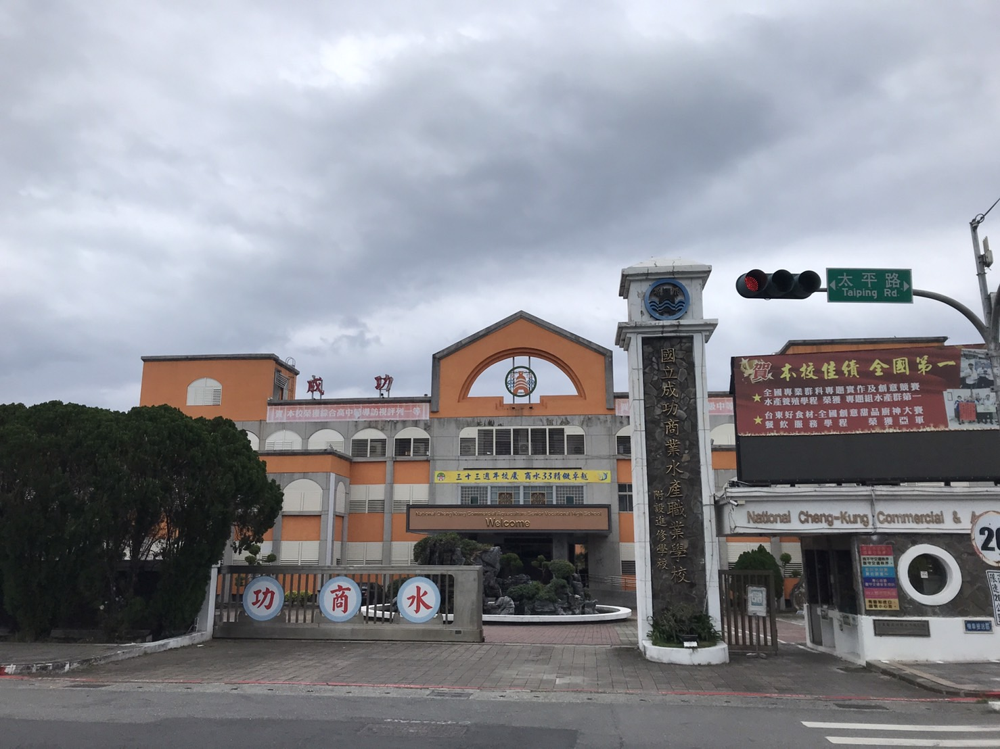 成功
賀 本校榮獲綜合高中輔導訪視評列一等
三十三週年校慶 商水33精緻卓越
National Cheng Kung Commercial Aquaculture Senior Vocational High School
Welcome
功商水
國立成功商業水產職業學校
附設進修學校
太平路
Taiping Rd.
賀 本校佳績 全國第一
全國專業群科專題實作及創意競賽
水產養殖學程 榮獲 專題組水產群第一
台東好食材-全國創意甜品廚神大賽
餐飲服務學程 榮獲亞軍
National Cheng-Kung Commercial & A
20